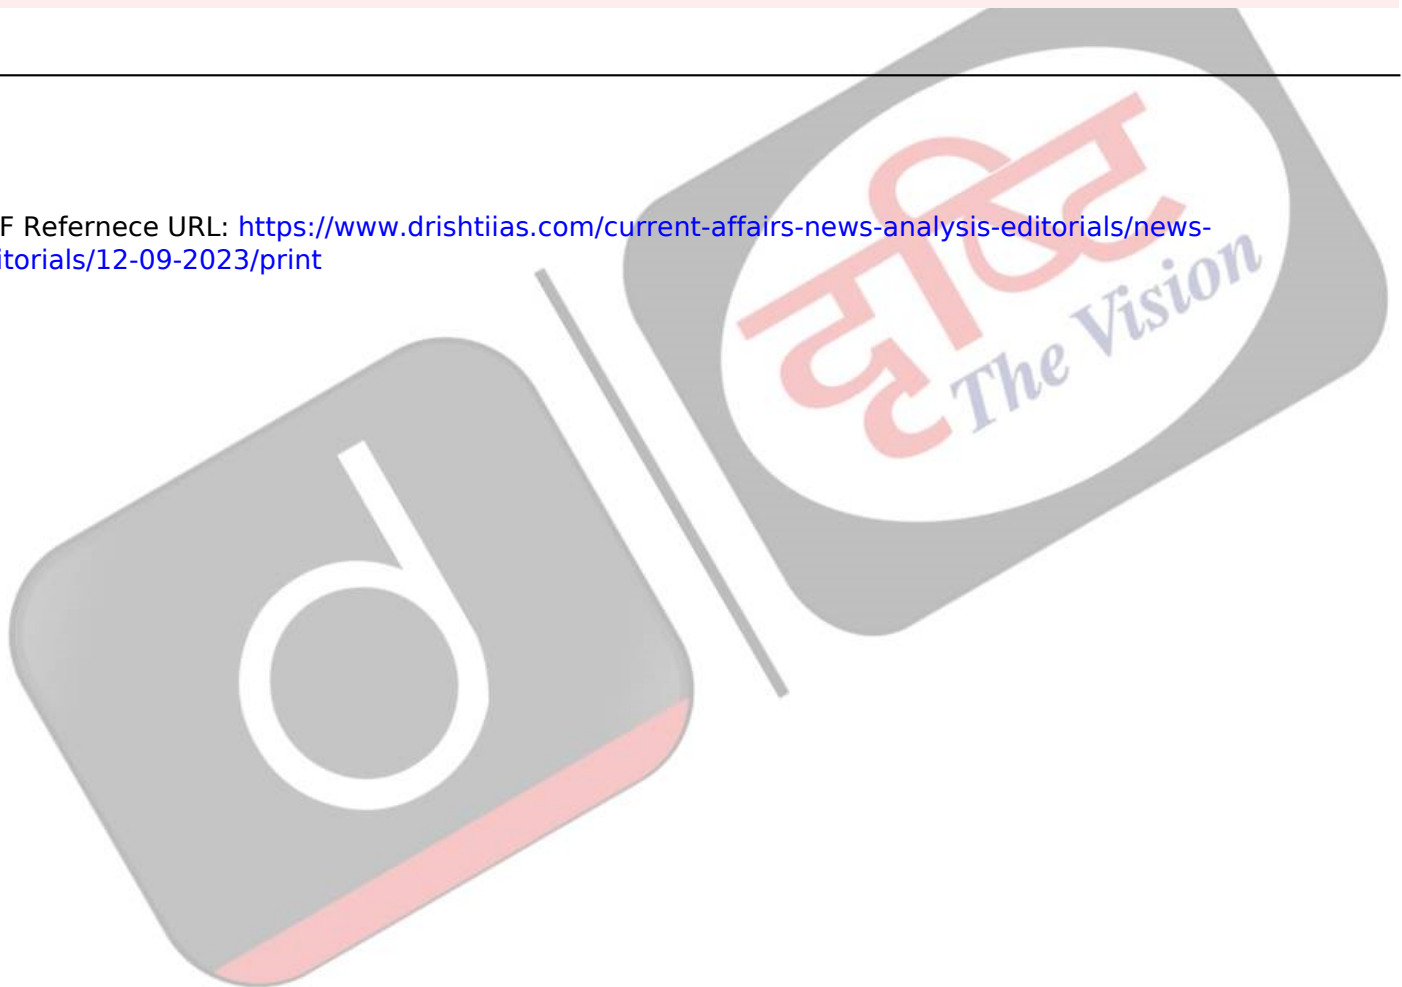 F Refernece URL: https://www.drishtiias.com/current-affairs-news-analysis-editorials/news-
itorials/12-09-2023/print
दृष्टि
The Vision
d